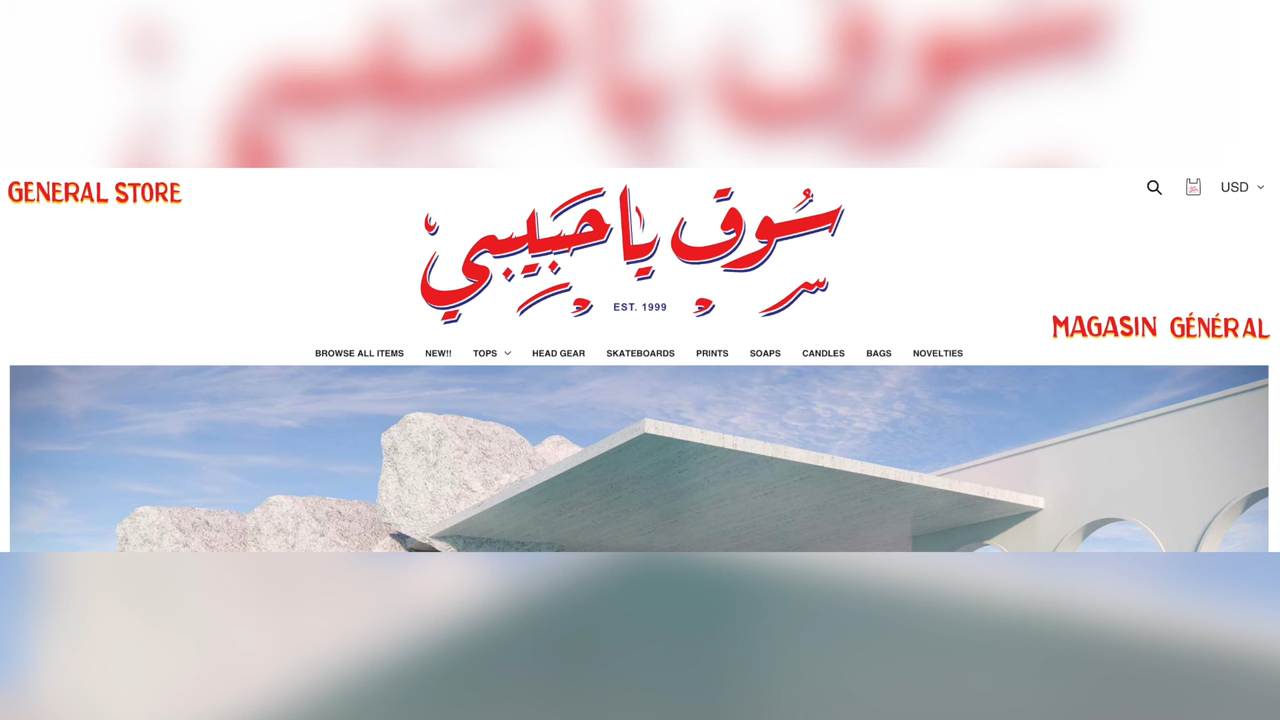 GENERAL STORE
سُوق يا حَبيبي
EST. 1999
USD
MAGASIN GÉNÉRAL
BROWSE ALL ITEMS NEW!! TOPS HEAD GEAR SKATEBOARDS PRINTS SOAPS CANDLES BAGS NOVELTIES